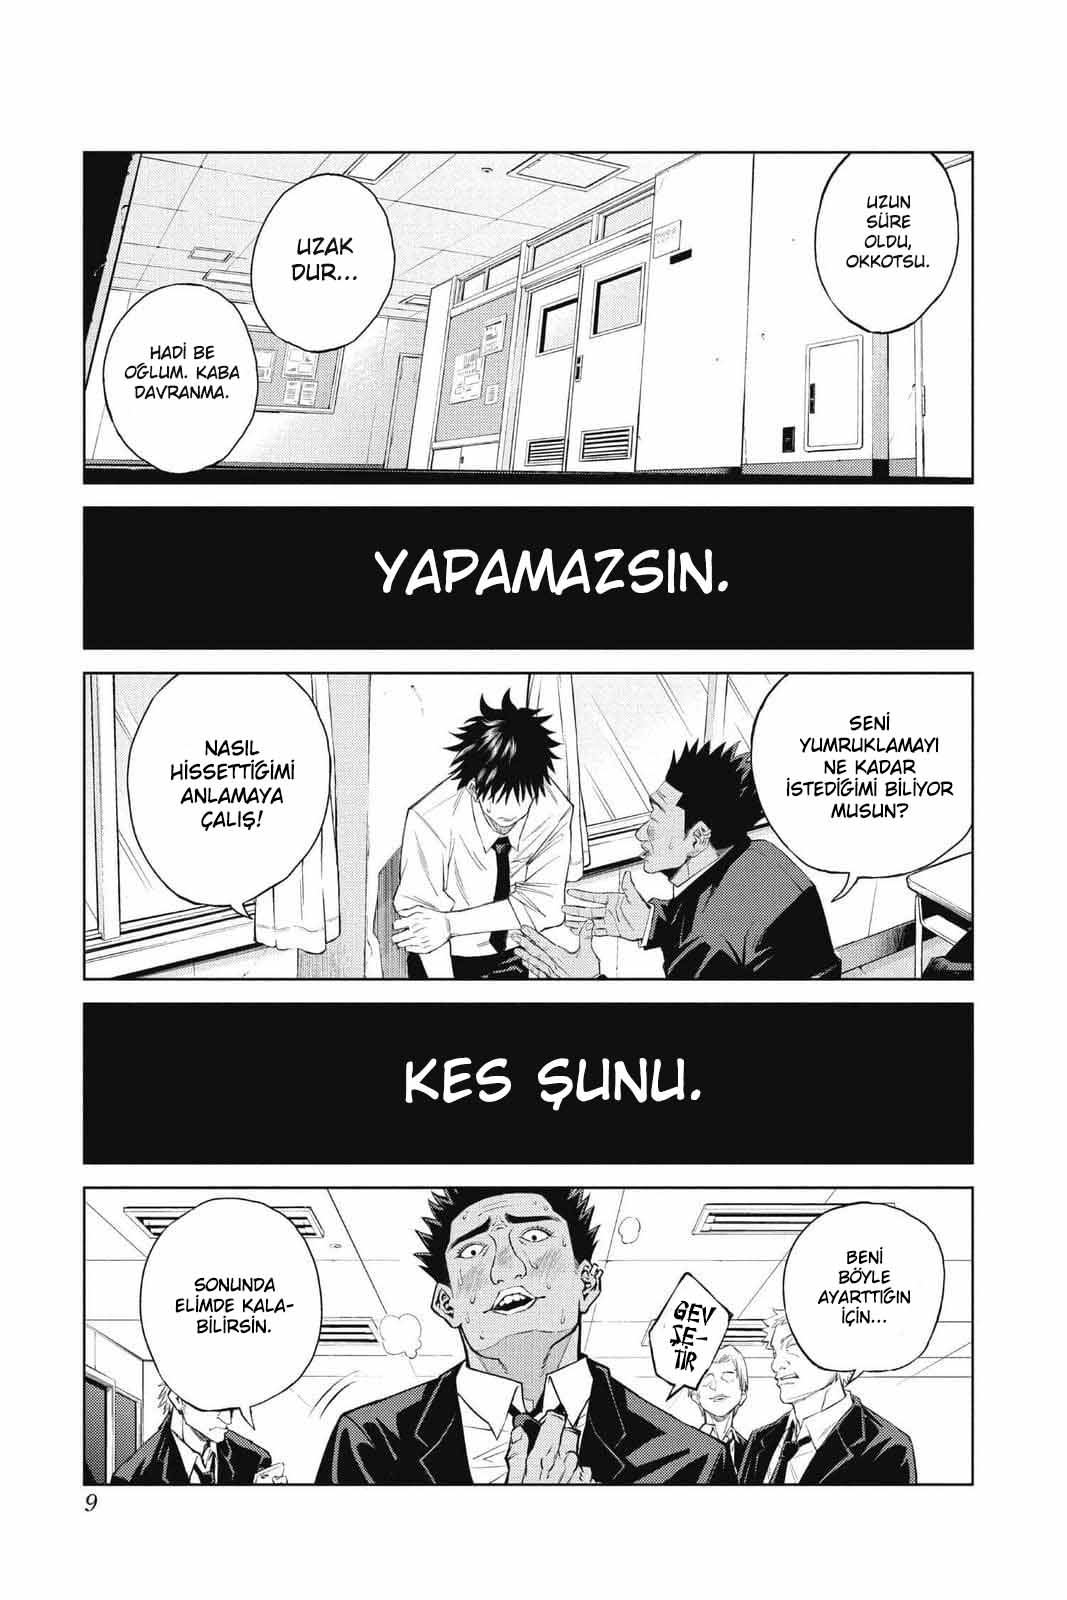 UZUN
SÜRE
OLDU,
OKKOTSU.
UZAK
DUR...
HADİ BE
OĞLUM. KABA
DAVRANMA.
YAPAMAZSIN.
SENİ
YUMRUKLAMAYI
NE KADAR
İSTEDİĞİMİ BİLİYOR
MUSUN?
NASIL
HİSSETTİĞİMİ
ANLAMAYA
ÇALIŞ!
KES ŞUNU.
BENİ
BÖYLE
AYARTTIĞIN
İÇİN...
GEV
ŞE-
TİR
SONUNDA
ELİMDE KALA-
BİLİRSİN.
9